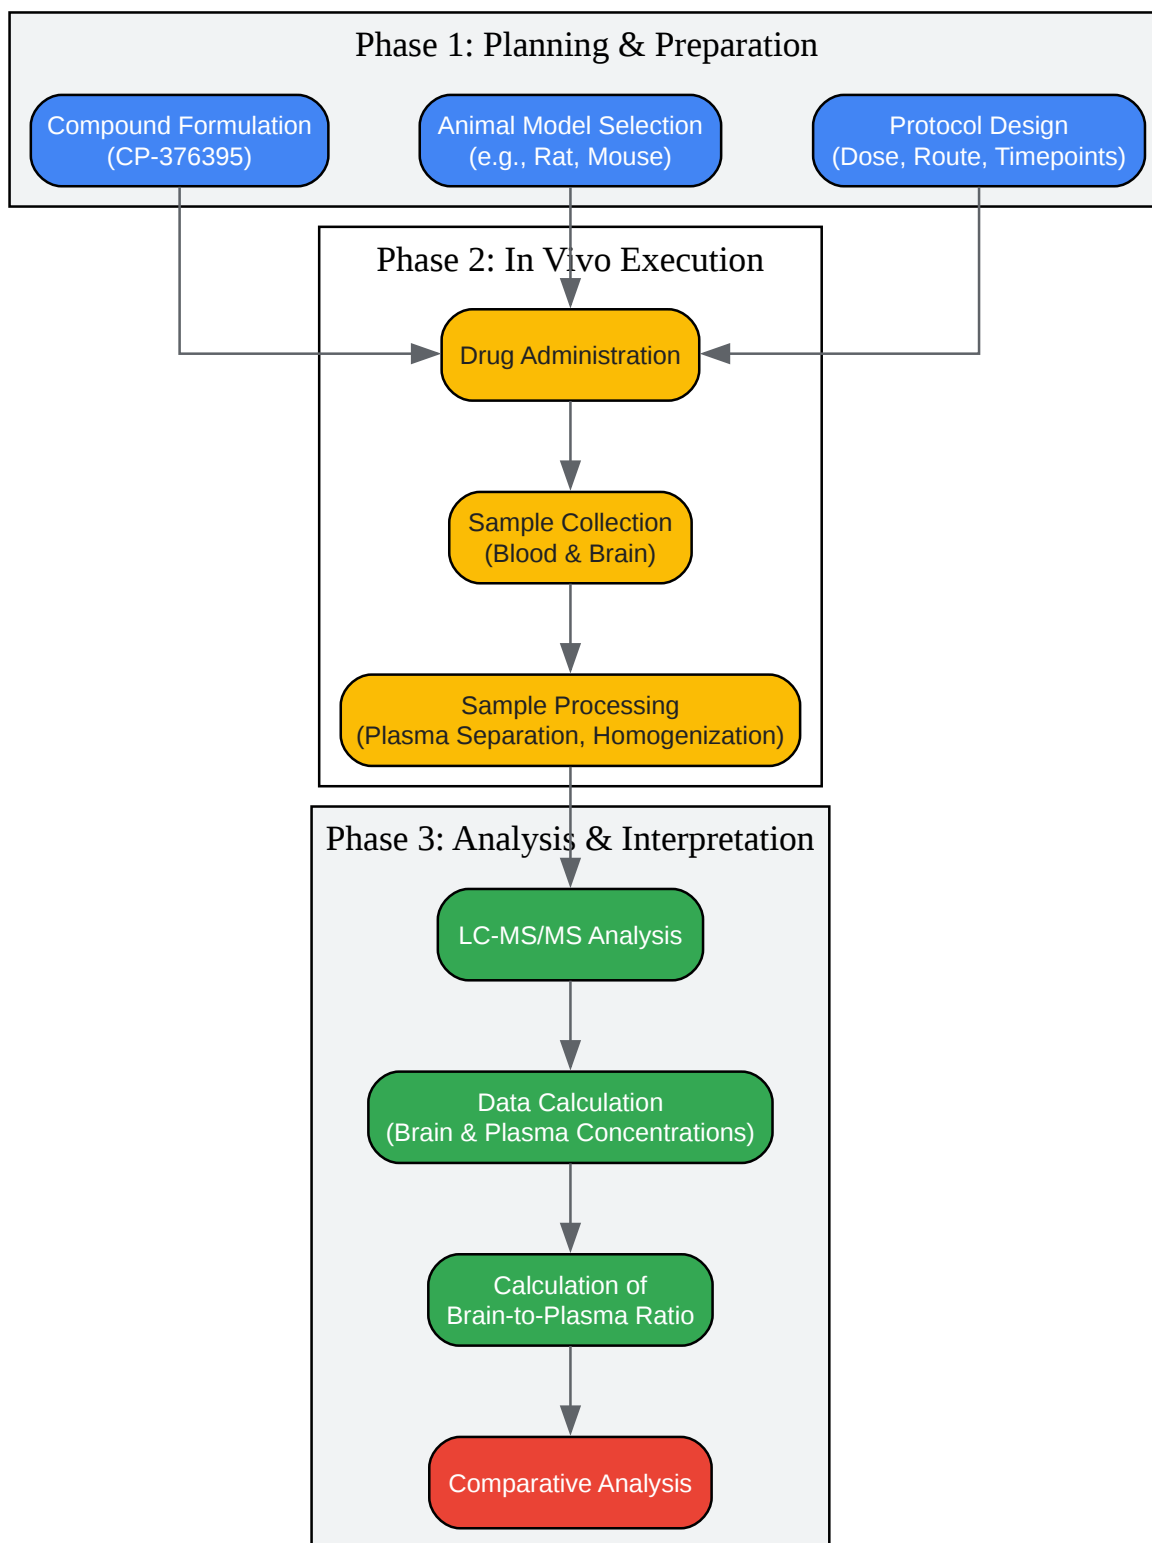 Phase 1: Planning & Preparation
Compound Formulation
(CP-376395)
Animal Model Selection
(e.g., Rat, Mouse)
Protocol Design
(Dose, Route, Timepoints)
Phase 2: In Vivo Execution
Drug Administration
Sample Collection
(Blood & Brain)
Sample Processing
(Plasma Separation, Homogenization)
Phase 3: Analysis & Interpretation
LC-MS/MS Analysis
Data Calculation
(Brain & Plasma Concentrations)
Calculation of
Brain-to-Plasma Ratio
Comparative Analysis